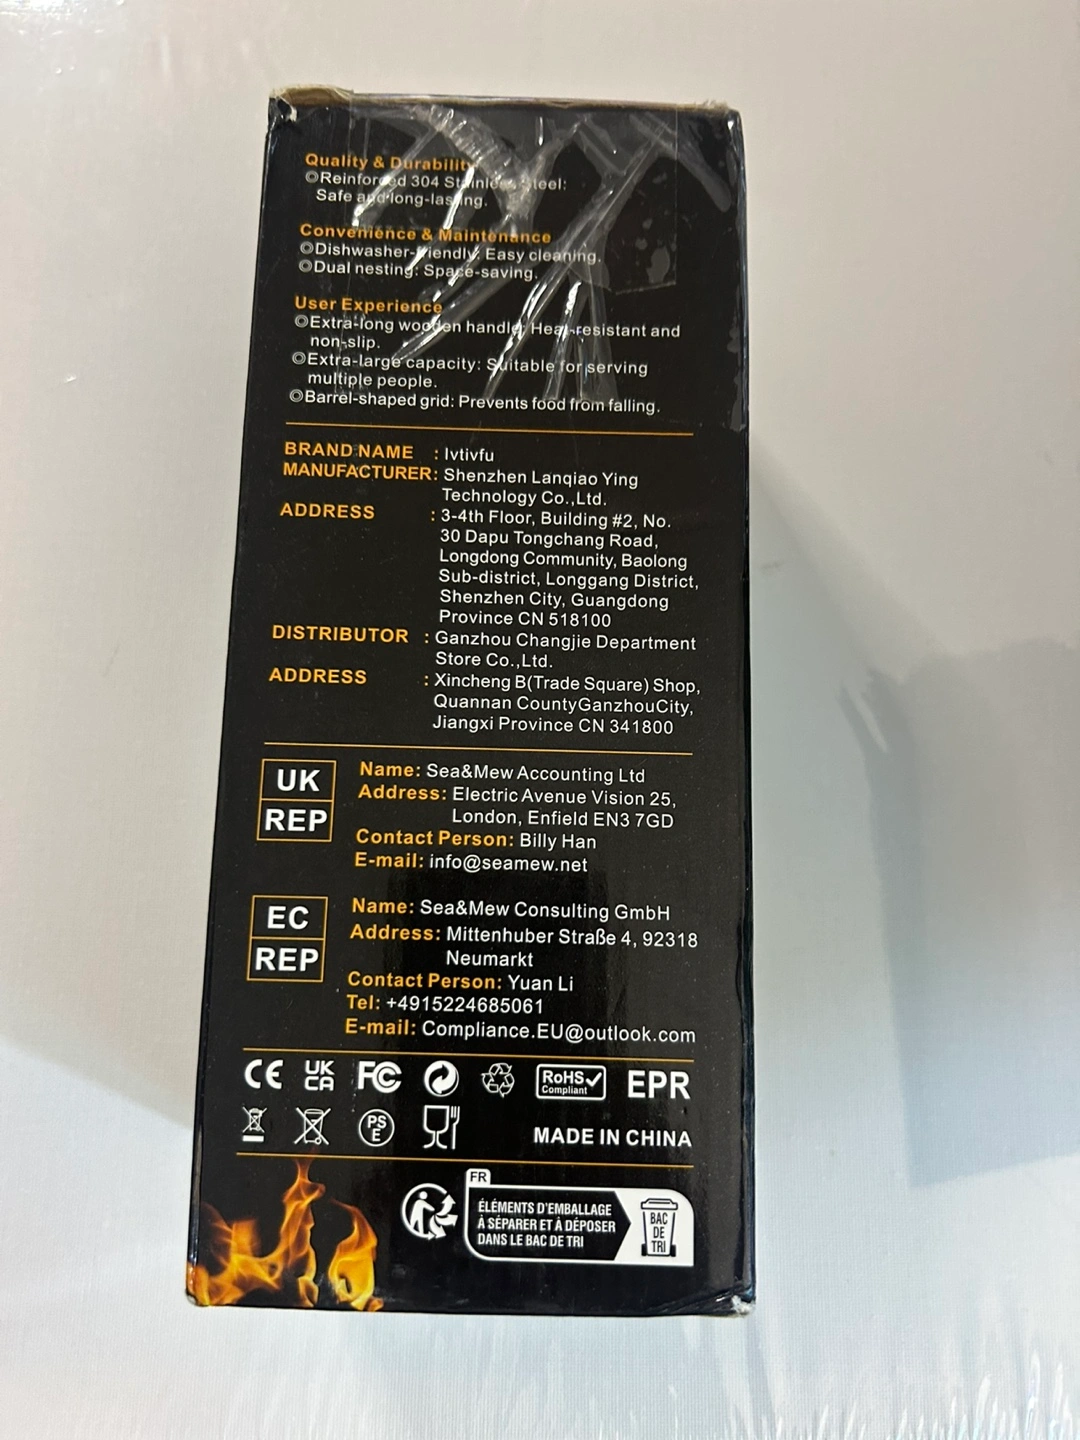 Quality & Durability
◎Reinforced 304 Stainless Steel:
Safe and long-lasting.
Convenience & Maintenance
◎Dishwasher-friendly: Easy cleaning.
◎Dual nesting: Space-saving.
User Experience
◎Extra-long wooden handle: Heat-resistant and
non-slip.
◎Extra-large capacity: Suitable for serving
multiple people.
◎Barrel-shaped grid: Prevents food from falling.
BRAND NAME : lvtivfu
MANUFACTURER: Shenzhen Lanqiao Ying
Technology Co.,Ltd.
ADDRESS : 3-4th Floor, Building #2, No.
30 Dapu Tongchang Road,
Longdong Community, Baolong
Sub-district, Longgang District,
Shenzhen City, Guangdong
Province CN 518100
DISTRIBUTOR : Ganzhou Changjie Department
Store Co.,Ltd.
ADDRESS : Xincheng B(Trade Square) Shop,
Quannan CountyGanzhouCity,
Jiangxi Province CN 341800
UK
REP
Name: Sea&Mew Accounting Ltd
Address: Electric Avenue Vision 25,
London, Enfield EN3 7GD
Contact Person: Billy Han
E-mail: info@seamew.net
EC
REP
Name: Sea&Mew Consulting GmbH
Address: Mittenhuber Straße 4, 92318
Neumarkt
Contact Person: Yuan Li
Tel: +4915224685061
E-mail: Compliance.EU@outlook.com
CE UK CA FC RoHS Compliant EPR
PS E MADE IN CHINA
FR
ÉLÉMENTS D'EMBALLAGE
À SÉPARER ET À DÉPOSER
DANS LE BAC DE TRI
BAC
DE
TRI